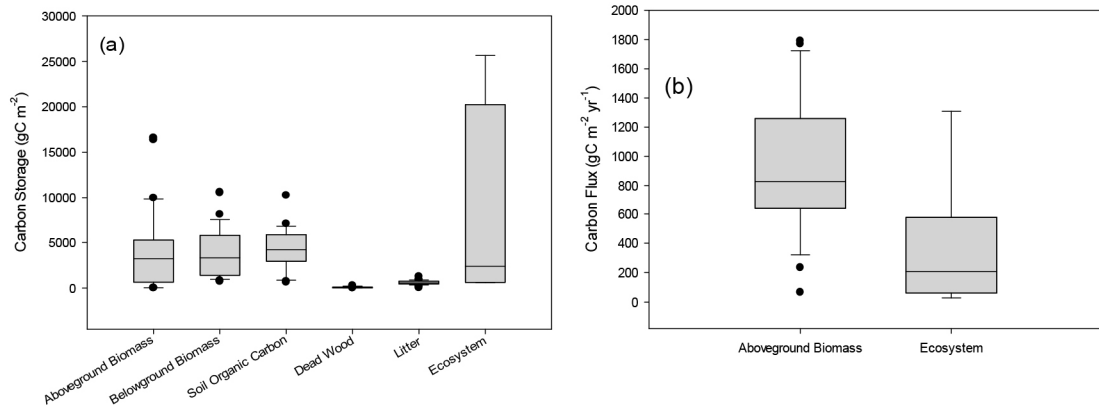 (a)
Carbon Storage (gC m⁻²)
30000
25000
20000
15000
10000
5000
0
Aboveground Biomass
Belowground Biomass
Soil Organic Carbon
Dead Wood
Litter
Ecosystem
(b)
Carbon Flux (gC m⁻² yr⁻¹)
2000
1800
1600
1400
1200
1000
800
600
400
200
0
Aboveground Biomass
Ecosystem